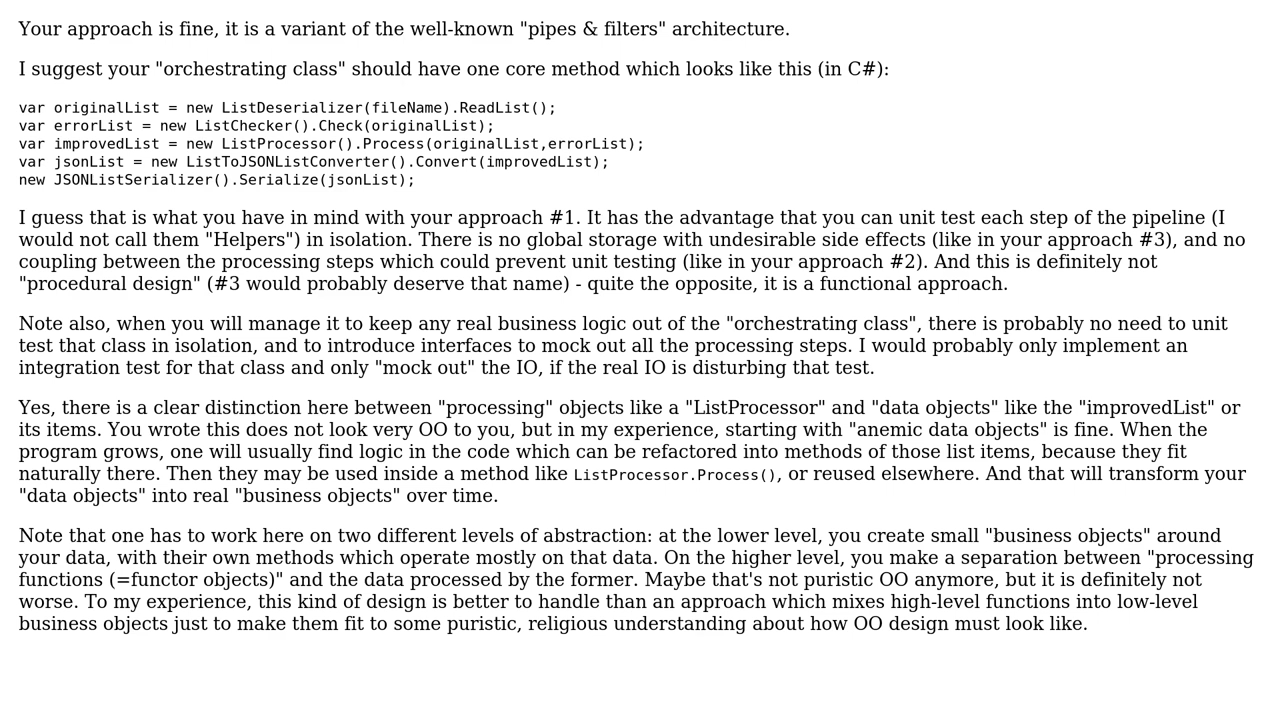 Your approach is fine, it is a variant of the well-known "pipes & filters" architecture.
I suggest your "orchestrating class" should have one core method which looks like this (in C#):
var originalList = new ListDeserializer(fileName).ReadList();
var errorList = new ListChecker().Check(originalList);
var improvedList = new ListProcessor().Process(originalList,errorList);
var jsonList = new ListToJSONListConverter().Convert(improvedList);
new JSONListSerializer().Serialize(jsonList);
I guess that is what you have in mind with your approach #1. It has the advantage that you can unit test each step of the pipeline (I
would not call them "Helpers") in isolation. There is no global storage with undesirable side effects (like in your approach #3), and no
coupling between the processing steps which could prevent unit testing (like in your approach #2). And this is definitely not
"procedural design" (#3 would probably deserve that name) - quite the opposite, it is a functional approach.
Note also, when you will manage it to keep any real business logic out of the "orchestrating class", there is probably no need to unit
test that class in isolation, and to introduce interfaces to mock out all the processing steps. I would probably only implement an
integration test for that class and only "mock out" the IO, if the real IO is disturbing that test.
Yes, there is a clear distinction here between "processing" objects like a "ListProcessor" and "data objects" like the "improvedList" or
its items. You wrote this does not look very OO to you, but in my experience, starting with "anemic data objects" is fine. When the
program grows, one will usually find logic in the code which can be refactored into methods of those list items, because they fit
naturally there. Then they may be used inside a method like ListProcessor.Process(), or reused elsewhere. And that will transform your
"data objects" into real "business objects" over time.
Note that one has to work here on two different levels of abstraction: at the lower level, you create small "business objects" around
your data, with their own methods which operate mostly on that data. On the higher level, you make a separation between "processing
functions (=functor objects)" and the data processed by the former. Maybe that's not puristic OO anymore, but it is definitely not
worse. To my experience, this kind of design is better to handle than an approach which mixes high-level functions into low-level
business objects just to make them fit to some puristic, religious understanding about how OO design must look like.